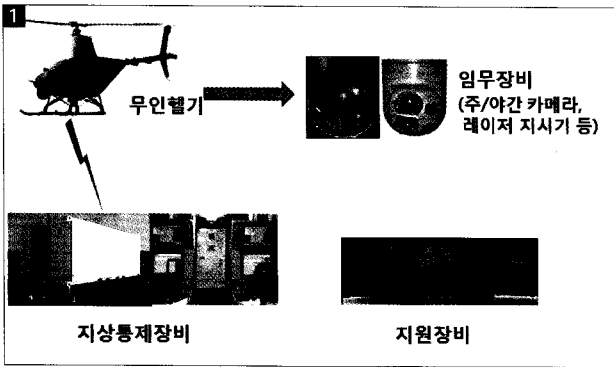 1
무인헬기
임무장비
(주/야간 카메라,
레이저 지시기 등)
지상통제장비
지원장비